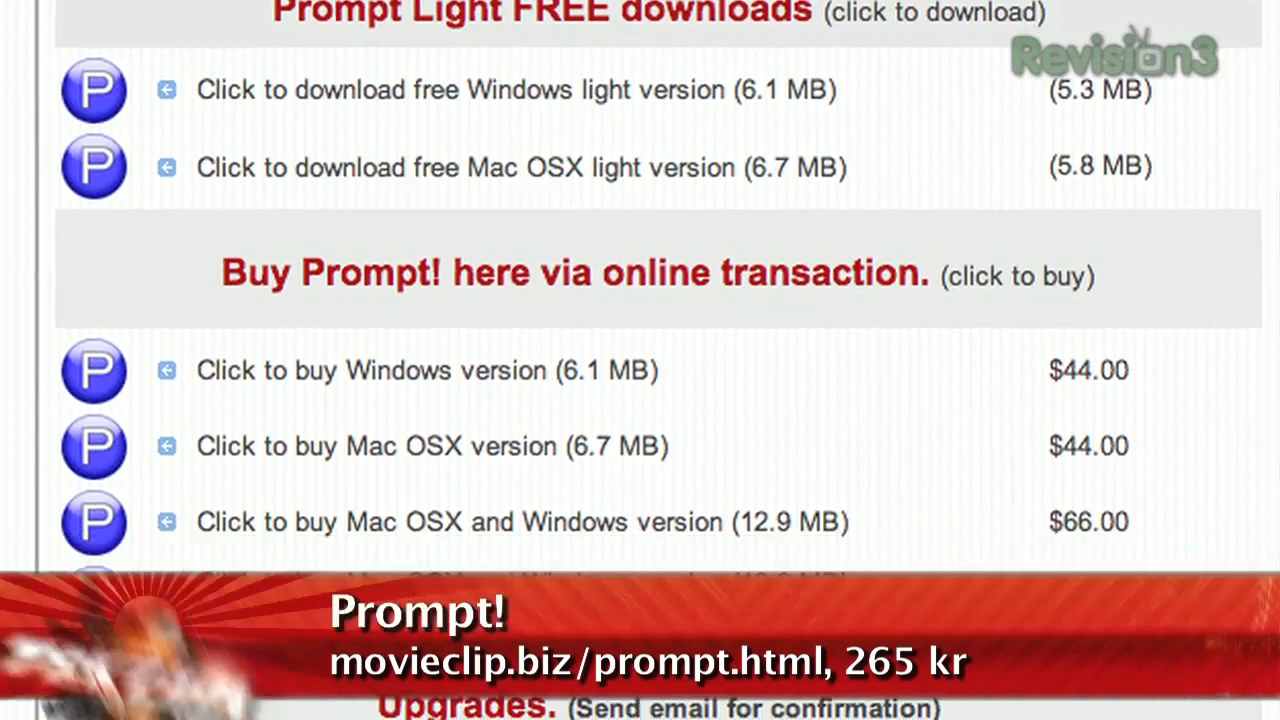 Prompt Light FREE downloads (click to download)
Revision3
P Click to download free Windows light version (6.1 MB) (5.3 MB)
P Click to download free Mac OSX light version (6.7 MB) (5.8 MB)
Buy Prompt! here via online transaction. (click to buy)
P Click to buy Windows version (6.1 MB) $44.00
P Click to buy Mac OSX version (6.7 MB) $44.00
P Click to buy Mac OSX and Windows version (12.9 MB) $66.00
Prompt!
movieclip.biz/prompt.html, 265 kr
Upgrades. (Send email for confirmation)